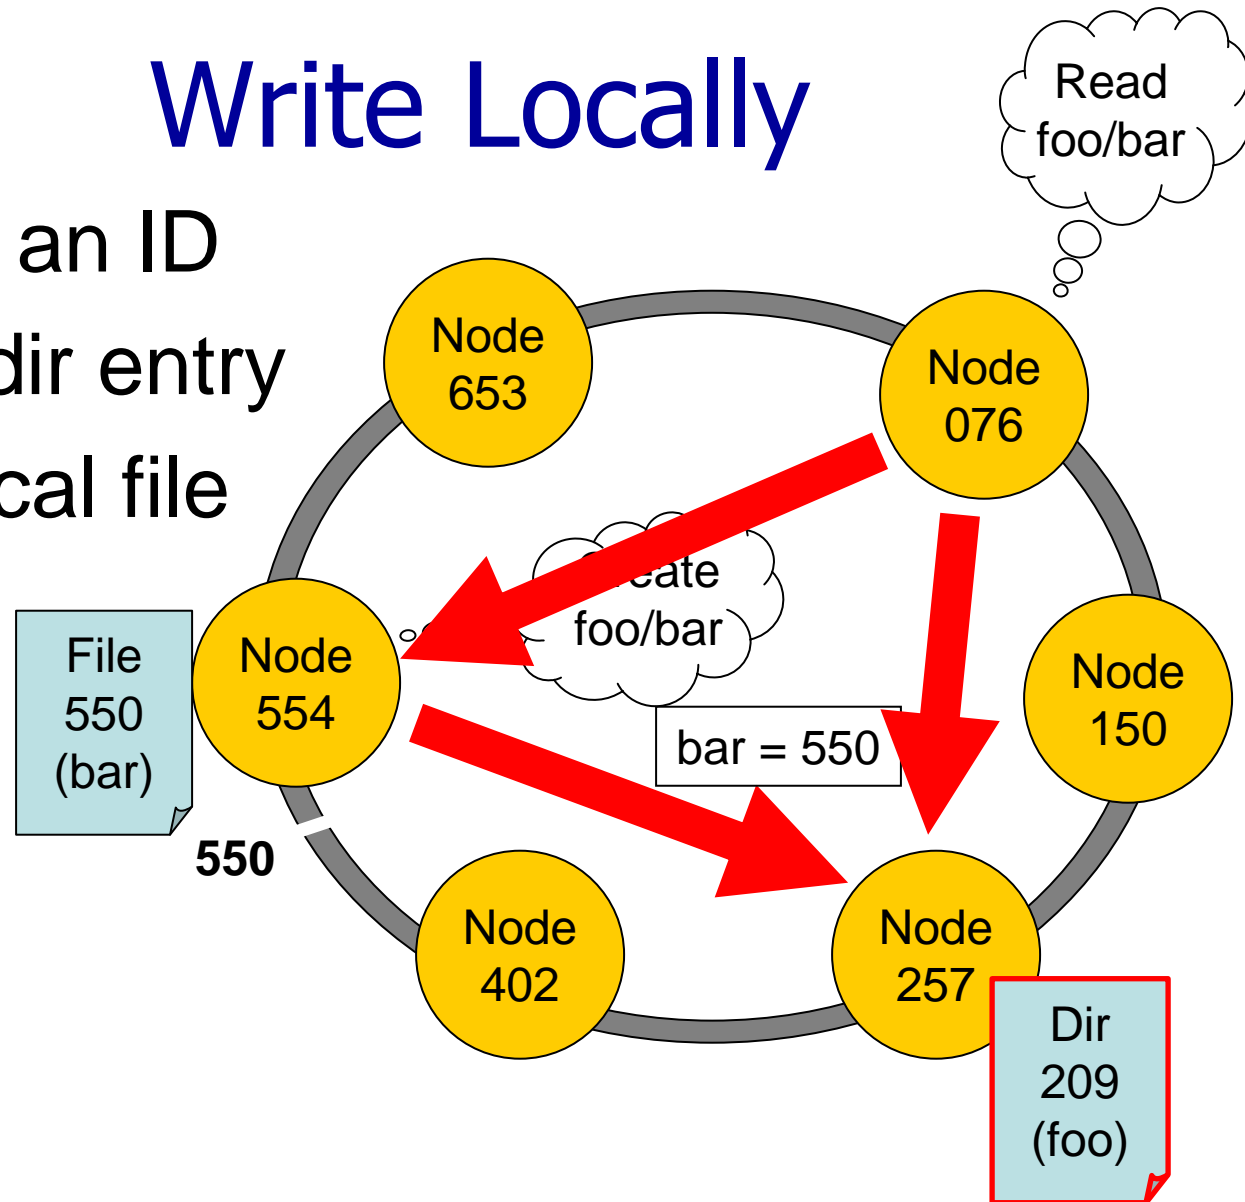 Write Locally
Read
foo/bar
an ID
dir entry
cal file
Node
653
Node
076
foo/bar
File
550
(bar)
Node
554
bar = 550
Node
150
550
Node
402
Node
257
Dir
209
(foo)